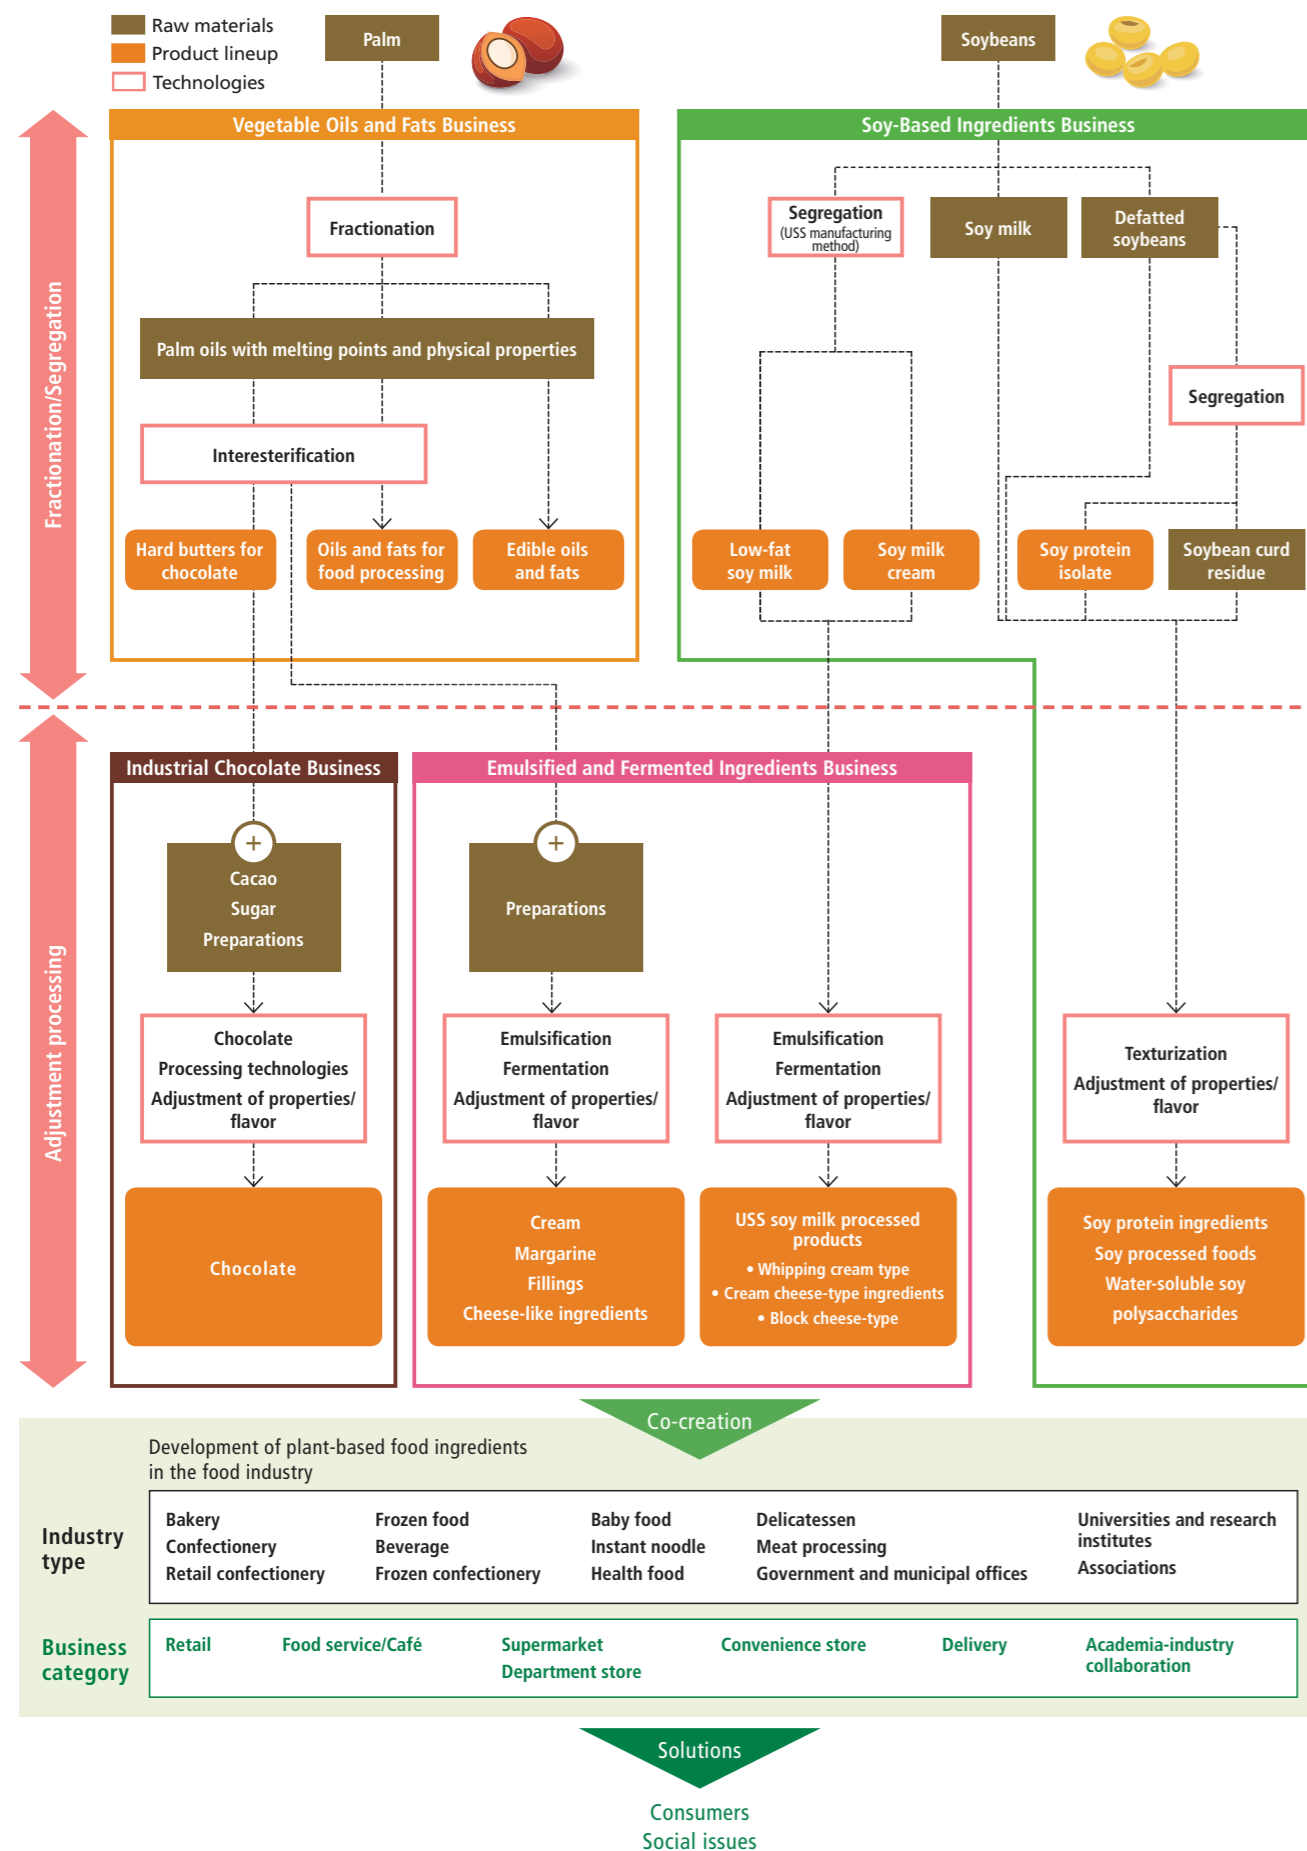 Raw materials
Product lineup
Technologies
Palm
Soybeans
Fractionation/Segregation
Vegetable Oils and Fats Business
Fractionation
Palm oils with melting points and physical properties
Interesterification
Hard butters for
chocolate
Oils and fats for
food processing
Edible oils
and fats
Soy-Based Ingredients Business
Segregation
(USS manufacturing
method)
Soy milk
Defatted
soybeans
Segregation
Low-fat
soy milk
Soy milk
cream
Soy protein
isolate
Soybean curd
residue
Adjustment processing
Industrial Chocolate Business
+
Cacao
Sugar
Preparations
Chocolate
Processing technologies
Adjustment of properties/
flavor
Chocolate
Emulsified and Fermented Ingredients Business
+
Preparations
Emulsification
Fermentation
Adjustment of properties/
flavor
Cream
Margarine
Fillings
Cheese-like ingredients
Emulsification
Fermentation
Adjustment of properties/
flavor
USS soy milk processed
products
• Whipping cream type
• Cream cheese-type ingredients
• Block cheese-type
Texturization
Adjustment of properties/
flavor
Soy protein ingredients
Soy processed foods
Water-soluble soy
polysaccharides
Co-creation
Development of plant-based food ingredients
in the food industry
Industry
type
Bakery
Confectionery
Retail confectionery
Frozen food
Beverage
Frozen confectionery
Baby food
Instant noodle
Health food
Delicatessen
Meat processing
Government and municipal offices
Universities and research
institutes
Associations
Business
category
Retail
Food service/Café
Supermarket
Department store
Convenience store
Delivery
Academia-industry
collaboration
Solutions
Consumers
Social issues